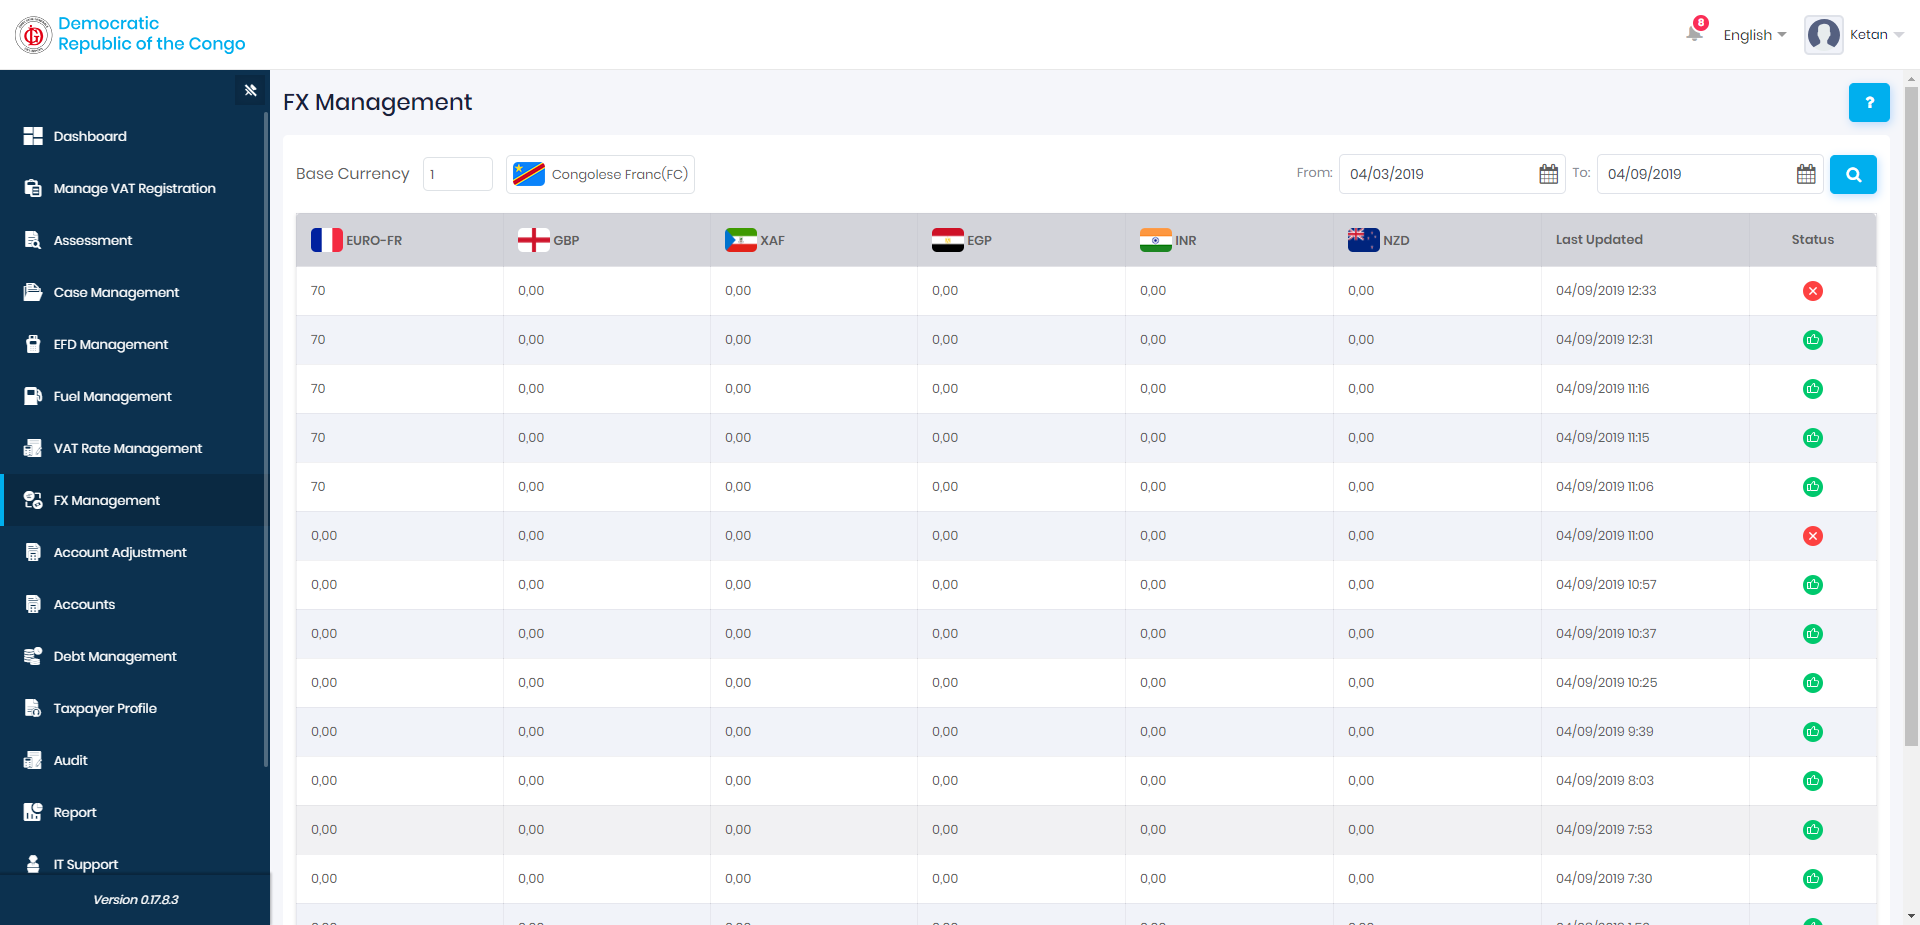 Democratic
Republic of the Congo
8
English
Ketan
Dashboard
Manage VAT Registration
Assessment
Case Management
EFD Management
Fuel Management
VAT Rate Management
FX Management
Account Adjustment
Accounts
Debt Management
Taxpayer Profile
Audit
Report
IT Support
Version 0.17.8.3
FX Management
?
Base Currency 1 Congolese Franc(FC) From: 04/03/2019 To: 04/09/2019
EURO-FR GBP XAF EGP INR NZD Last Updated Status
70 0,00 0,00 0,00 0,00 0,00 04/09/2019 12:33
70 0,00 0,00 0,00 0,00 0,00 04/09/2019 12:31
70 0,00 0,00 0,00 0,00 0,00 04/09/2019 11:16
70 0,00 0,00 0,00 0,00 0,00 04/09/2019 11:15
70 0,00 0,00 0,00 0,00 0,00 04/09/2019 11:06
0,00 0,00 0,00 0,00 0,00 0,00 04/09/2019 11:00
0,00 0,00 0,00 0,00 0,00 0,00 04/09/2019 10:57
0,00 0,00 0,00 0,00 0,00 0,00 04/09/2019 10:37
0,00 0,00 0,00 0,00 0,00 0,00 04/09/2019 10:25
0,00 0,00 0,00 0,00 0,00 0,00 04/09/2019 9:39
0,00 0,00 0,00 0,00 0,00 0,00 04/09/2019 8:03
0,00 0,00 0,00 0,00 0,00 0,00 04/09/2019 7:53
0,00 0,00 0,00 0,00 0,00 0,00 04/09/2019 7:30